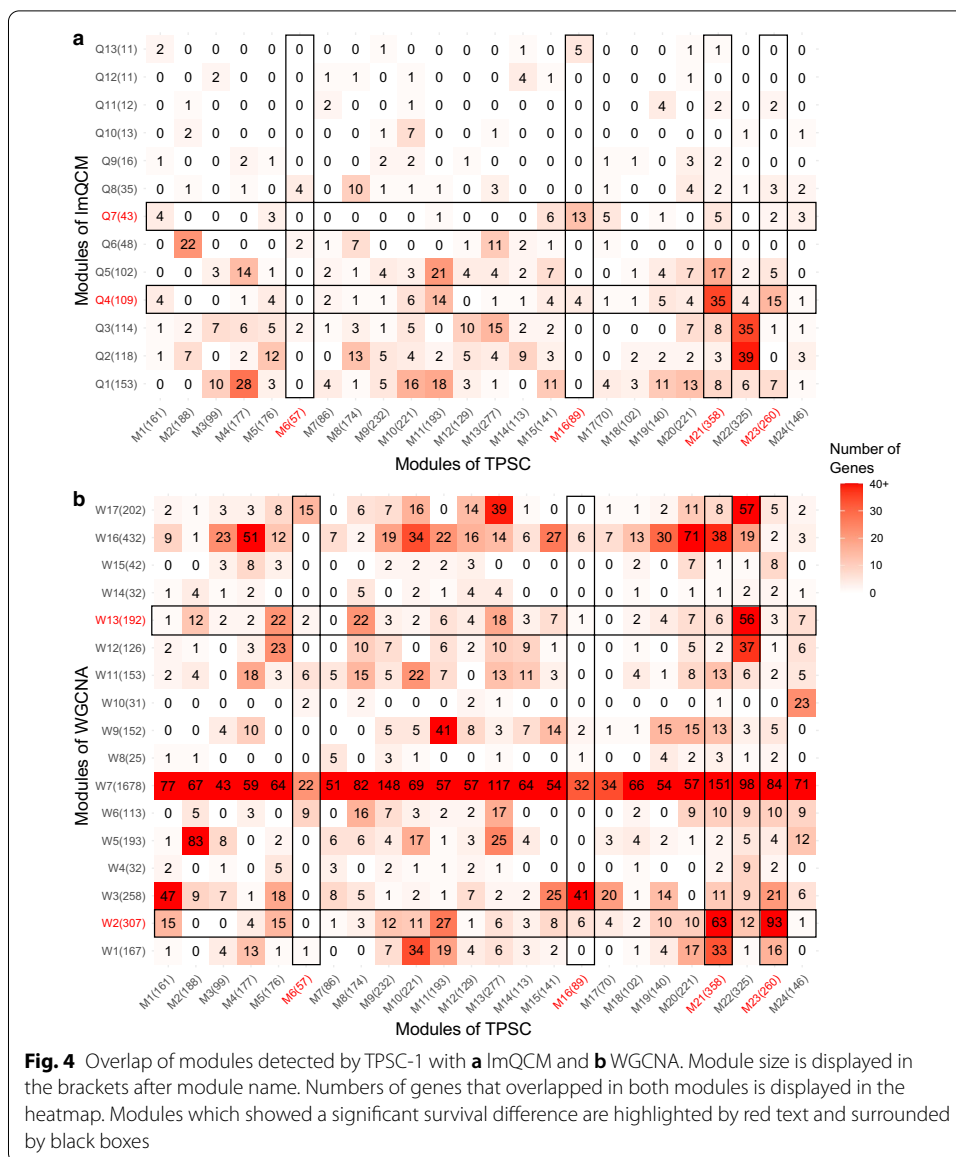 a
Q13(11) 2 0 0 0 0 0 0 0 1 0 0 0 0 1 0 5 0 0 0 1 1 0 0 0
Q12(11) 0 0 2 0 0 0 1 1 0 1 0 0 0 4 1 0 0 0 0 1 0 0 0 0
Q11(12) 0 1 0 0 0 0 2 0 0 1 0 0 0 0 0 0 0 0 4 0 2 0 2 0
Q10(13) 0 2 0 0 0 0 0 0 1 7 0 0 1 0 0 0 0 0 0 0 0 1 0 1
Q9(16) 1 0 0 2 1 0 0 0 2 2 0 1 0 0 0 0 1 1 0 3 2 0 0 0
Q8(35) 0 1 0 1 0 4 0 10 1 1 1 0 3 0 0 0 1 0 0 4 2 1 3 2
Q7(43) 4 0 0 0 3 0 0 0 0 0 1 0 0 0 6 13 5 0 1 0 5 0 2 3
Q6(48) 0 22 0 0 0 2 1 7 0 0 0 1 11 2 1 0 1 0 0 0 0 0 0 0
Q5(102) 0 0 3 14 1 0 2 1 4 3 21 4 4 2 7 0 0 1 4 7 17 2 5 0
Q4(109) 4 0 0 1 4 0 2 1 1 6 14 0 1 1 4 4 1 1 5 4 35 4 15 1
Q3(114) 1 2 7 6 5 2 1 3 1 5 0 10 15 2 2 0 0 0 0 7 8 35 1 1
Q2(118) 1 7 0 2 12 0 0 13 5 4 2 5 4 9 3 0 0 2 2 2 3 39 0 3
Q1(153) 0 0 10 28 3 0 4 1 5 16 18 3 1 0 11 0 4 3 11 13 8 6 7 1
Modules of lmQCM
M1(161) M2(188) M3(99) M4(177) M5(176) M6(57) M7(86) M8(174) M9(232) M10(221) M11(193) M12(129) M13(277) M14(113) M15(141) M16(89) M17(70) M18(102) M19(140) M20(221) M21(358) M22(325) M23(260) M24(146)
Modules of TPSC
Number of
Genes
40+
30
20
10
0
b
W17(202) 2 1 3 3 8 15 0 6 7 16 0 14 39 1 0 0 1 1 2 11 8 57 5 2
W16(432) 9 1 23 51 12 0 7 2 19 34 22 16 14 6 27 6 7 13 30 71 38 19 2 3
W15(42) 0 0 3 8 3 0 0 0 2 2 2 3 0 0 0 0 0 2 0 7 1 1 8 0
W14(32) 1 4 1 2 0 0 0 5 0 2 1 4 4 0 0 0 1 0 1 1 0 2 2 1
W13(192) 1 12 2 2 22 2 0 22 3 2 6 4 18 3 7 1 0 2 4 7 6 56 3 7
W12(126) 2 1 0 3 23 0 0 10 7 0 6 2 10 9 1 0 0 1 0 5 2 37 1 6
W11(153) 2 4 0 18 3 6 5 15 5 22 7 0 13 11 3 0 0 4 1 8 13 6 2 5
W10(31) 0 0 0 0 0 2 0 2 0 0 0 2 1 0 0 0 0 0 0 0 1 0 0 23
W9(152) 0 0 4 10 0 0 0 0 5 5 41 8 3 7 14 2 1 1 15 15 13 3 5 0
W8(25) 1 1 0 0 0 0 5 0 3 1 0 0 0 1 0 1 0 0 4 2 3 1 2 0
W7(1678) 77 67 43 59 64 22 51 82 148 69 57 57 117 64 54 32 34 66 54 57 151 98 84 71
W6(113) 0 5 0 3 0 9 0 16 7 3 2 2 17 0 0 0 0 2 0 9 10 9 10 9
W5(193) 1 83 8 0 2 0 6 6 4 17 1 3 25 4 0 0 3 4 2 2 5 4 0 12
W4(32) 2 0 1 0 5 0 3 0 2 1 1 2 1 0 0 0 0 0 0 2 2 9 2 0
W3(258) 47 9 7 1 18 0 8 5 1 2 1 7 2 2 25 41 20 1 14 0 11 9 21 6
W2(307) 15 0 0 4 15 0 1 3 12 11 27 2 3 3 8 6 4 2 10 10 63 12 93 1
W1(167) 1 0 4 13 1 1 0 0 7 34 19 4 6 3 2 0 0 2 4 17 33 1 16 0
Modules of WGCNA
M1(161) M2(188) M3(99) M4(177) M5(176) M6(57) M7(86) M8(174) M9(232) M10(221) M11(193) M12(129) M13(277) M14(113) M15(141) M16(89) M17(70) M18(102) M19(140) M20(221) M21(358) M22(325) M23(260) M24(146)
Modules of TPSC
Fig. 4 Overlap of modules detected by TPSC-1 with a lmQCM and b WGCNA. Module size is displayed in
the brackets after module name. Numbers of genes that overlapped in both modules is displayed in the
heatmap. Modules which showed a significant survival difference are highlighted by red text and surrounded
by black boxes